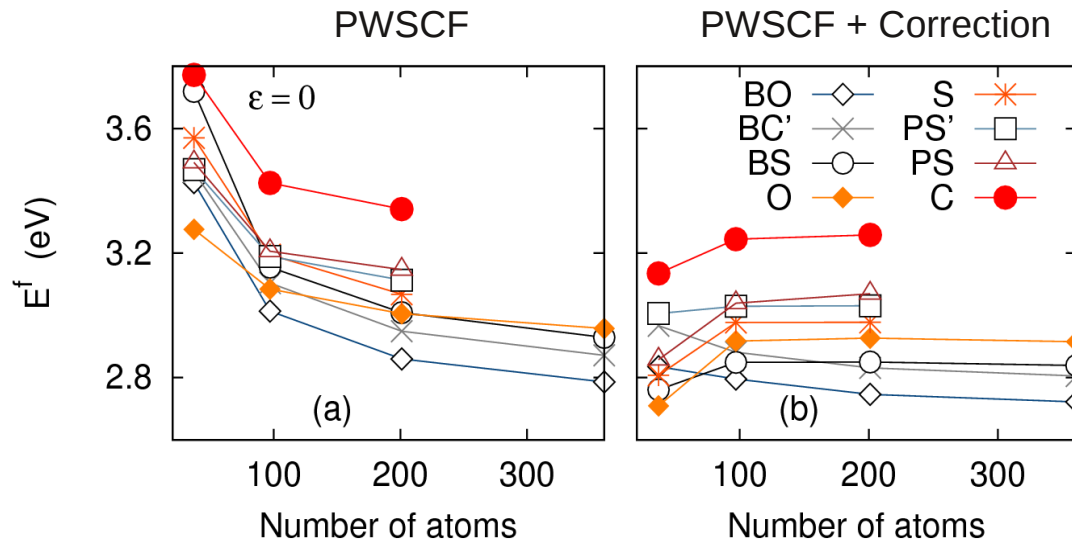 PWSCF
PWSCF + Correction
ε = 0
3.6
3.2
2.8
E^f (eV)
(a)
100 200 300
Number of atoms
BO S
BC' PS'
BS PS
O C
(b)
100 200 300
Number of atoms